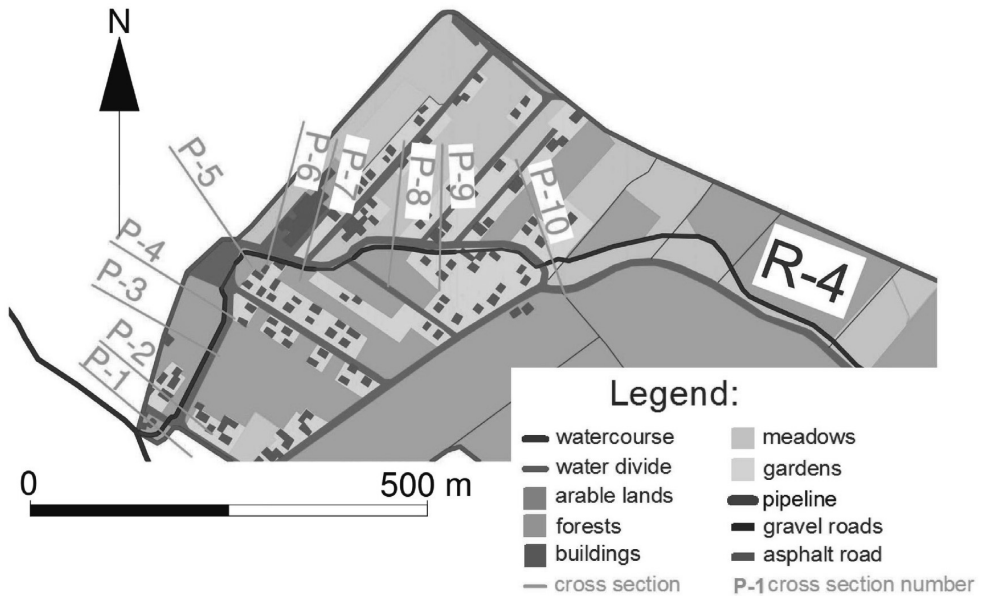 N
P-5
P-6
P-7
P-8
P-9
P-10
P-4
P-3
P-2
P-1
R-4
0 500 m
Legend:
watercourse
water divide
arable lands
forests
buildings
cross section
meadows
gardens
pipeline
gravel roads
asphalt road
P-1 cross section number